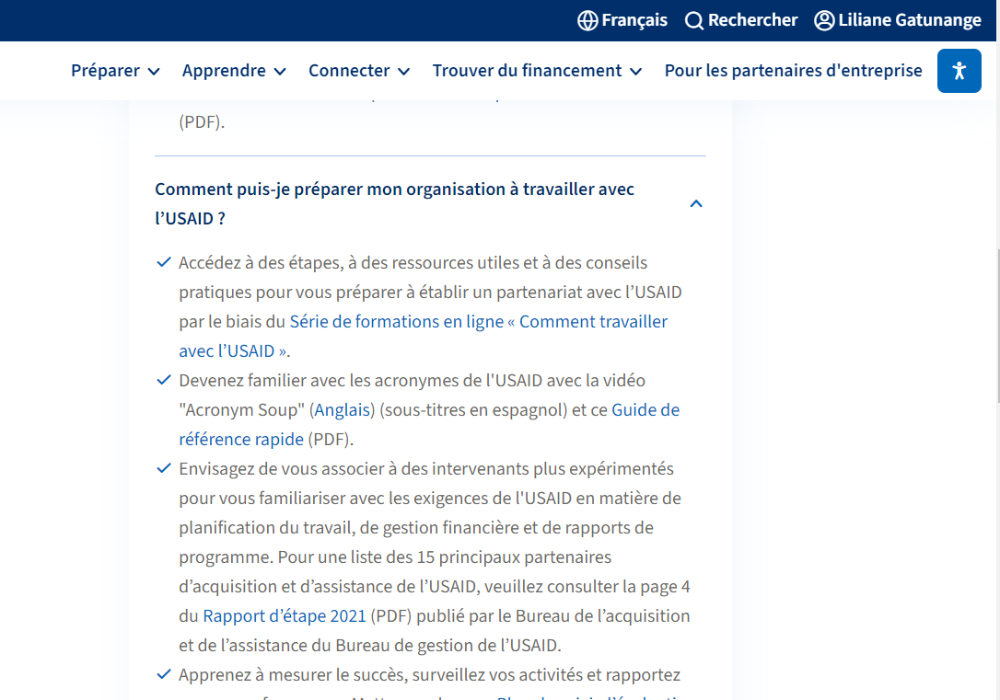 Français Rechercher Liliane Gatunange
Préparer Apprendre Connecter Trouver du financement Pour les partenaires d'entreprise
(PDF).
Comment puis-je préparer mon organisation à travailler avec
l’USAID ?
Accédez à des étapes, à des ressources utiles et à des conseils
pratiques pour vous préparer à établir un partenariat avec l’USAID
par le biais du Série de formations en ligne « Comment travailler
avec l’USAID ».
Devenez familier avec les acronymes de l'USAID avec la vidéo
"Acronym Soup" (Anglais) (sous-titres en espagnol) et ce Guide de
référence rapide (PDF).
Envisagez de vous associer à des intervenants plus expérimentés
pour vous familiariser avec les exigences de l'USAID en matière de
planification du travail, de gestion financière et de rapports de
programme. Pour une liste des 15 principaux partenaires
d’acquisition et d’assistance de l’USAID, veuillez consulter la page 4
du Rapport d’étape 2021 (PDF) publié par le Bureau de l’acquisition
et de l’assistance du Bureau de gestion de l’USAID.
Apprenez à mesurer le succès, surveillez vos activités et rapportez